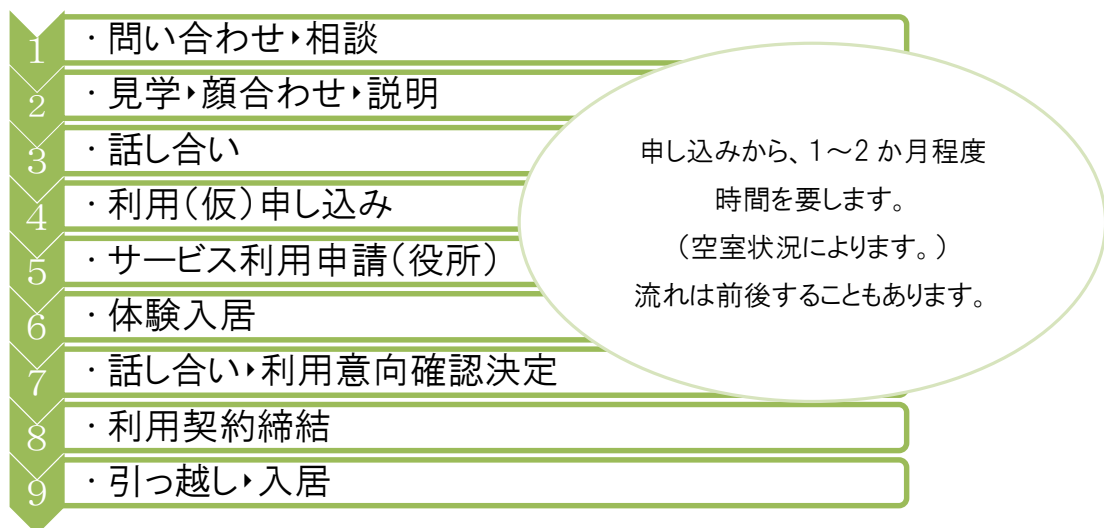 1 ・問い合わせ・相談
2 ・見学・顔合わせ・説明
3 ・話し合い
4 ・利用（仮）申し込み
5 ・サービス利用申請（役所）
6 ・体験入居
7 ・話し合い・利用意向確認決定
8 ・利用契約締結
9 ・引っ越し・入居
申し込みから、1～2か月程度
時間を要します。
（空室状況によります。）
流れは前後することもあります。